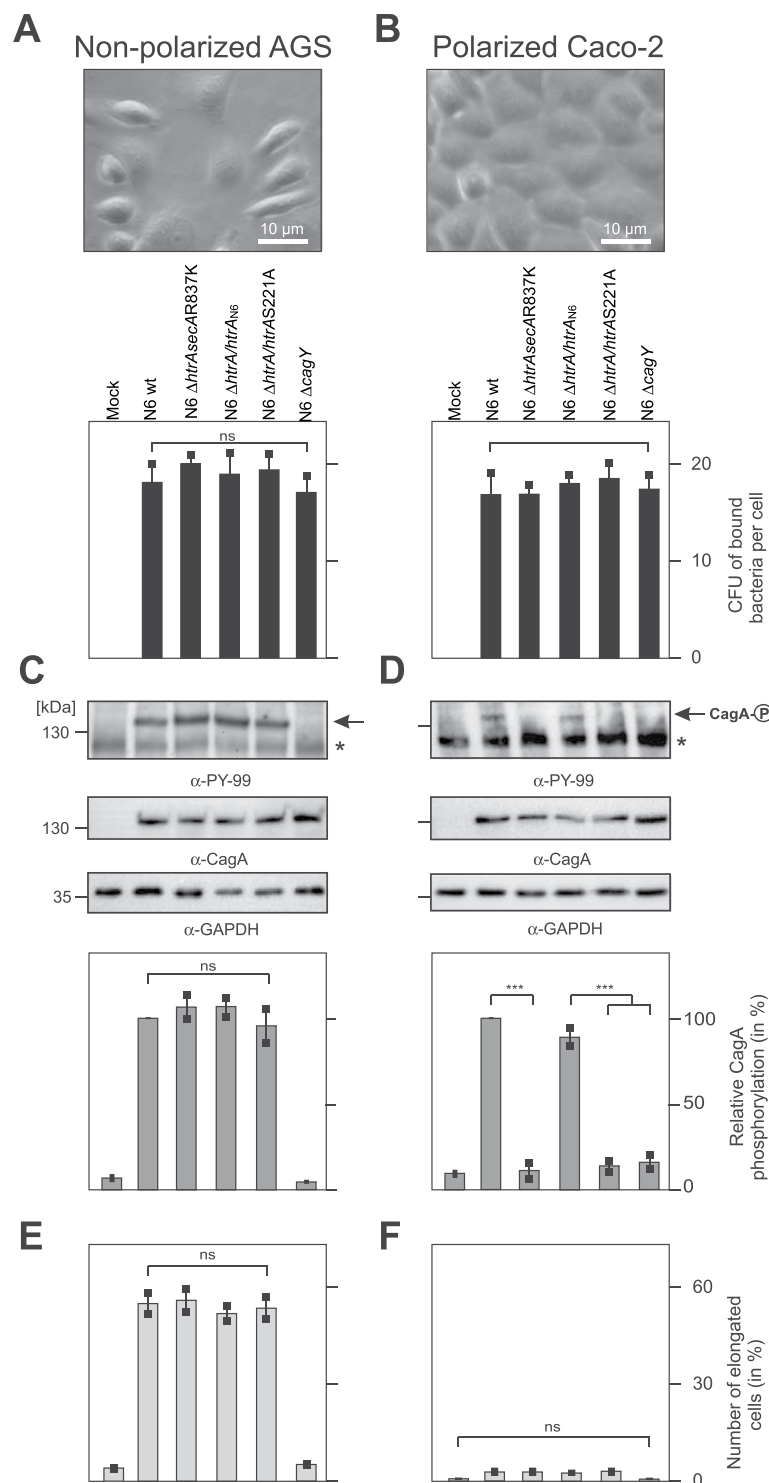 A
B
Non-polarized AGS
Polarized Caco-2
10 µm
10 µm
Mock
N6 wt
N6 ΔhtrAsecAR837K
N6 ΔhtrA/htrAN6
N6 ΔhtrA/htrAS221A
N6 ΔcagY
Mock
N6 wt
N6 ΔhtrAsecAR837K
N6 ΔhtrA/htrAN6
N6 ΔhtrA/htrAS221A
N6 ΔcagY
ns
20
10
0
CFU of bound
bacteria per cell
C
D
[kDa]
130
*
CagA-Ⓟ
*
α-PY-99
α-PY-99
130
α-CagA
α-CagA
35
α-GAPDH
α-GAPDH
ns
***
***
100
50
0
Relative CagA
phosphorylation (in %)
E
F
ns
ns
60
30
0
Number of elongated
cells (in %)